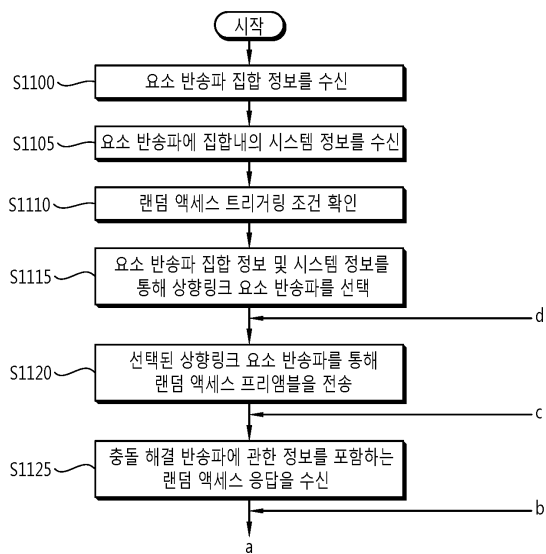 시작
S1100
요소 반송파 집합 정보를 수신
S1105
요소 반송파에 집합내의 시스템 정보를 수신
S1110
랜덤 액세스 트리거링 조건 확인
S1115
요소 반송파 집합 정보 및 시스템 정보를
통해 상향링크 요소 반송파를 선택
d
S1120
선택된 상향링크 요소 반송파를 통해
랜덤 액세스 프리앰블을 전송
c
S1125
충돌 해결 반송파에 관한 정보를 포함하는
랜덤 액세스 응답을 수신
b
a